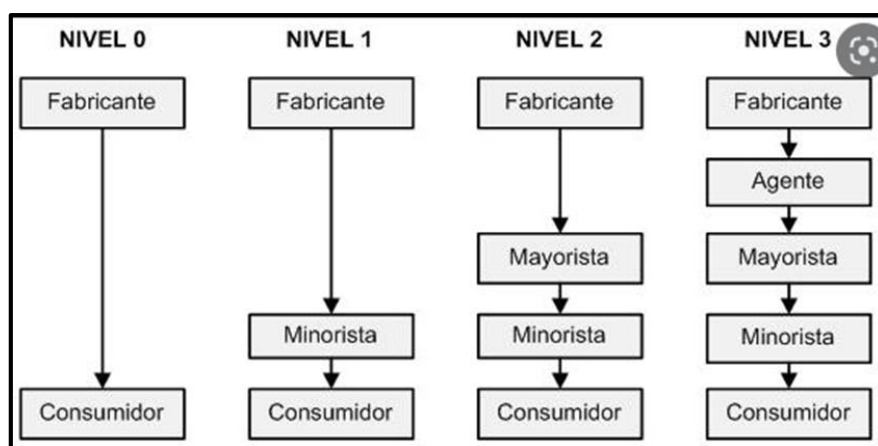 NIVEL 0
NIVEL 1
NIVEL 2
NIVEL 3
Fabricante
Fabricante
Fabricante
Fabricante
Agente
Mayorista
Mayorista
Minorista
Minorista
Minorista
Consumidor
Consumidor
Consumidor
Consumidor